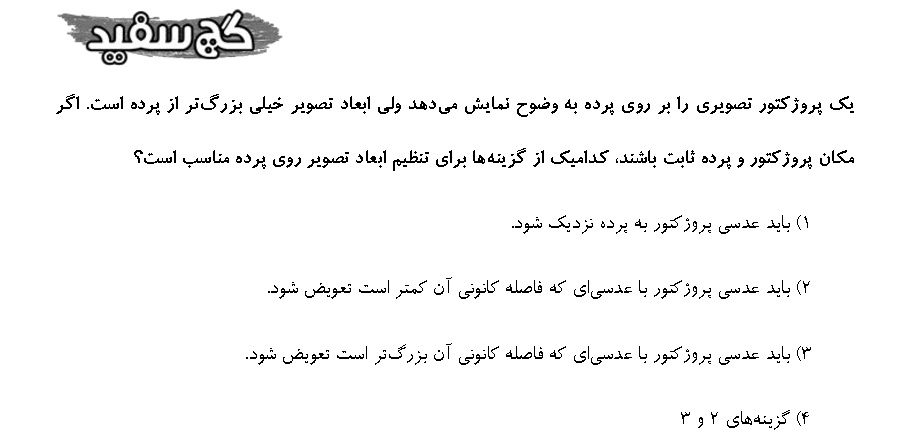 گچ سفید
یک پروژکتور تصویری را بر روی پرده به وضوح نمایش می‌دهد ولی ابعاد تصویر خیلی بزرگ‌تر از پرده است. اگر
مکان پروژکتور و پرده ثابت باشند، کدامیک از گزینه‌ها برای تنظیم ابعاد تصویر روی پرده مناسب است؟
۱) باید عدسی پروژکتور به پرده نزدیک شود.
۲) باید عدسی پروژکتور با عدسی‌ای که فاصله کانونی آن کمتر است تعویض شود.
۳) باید عدسی پروژکتور با عدسی‌ای که فاصله کانونی آن بزرگ‌تر است تعویض شود.
۴) گزینه‌های ۲ و ۳